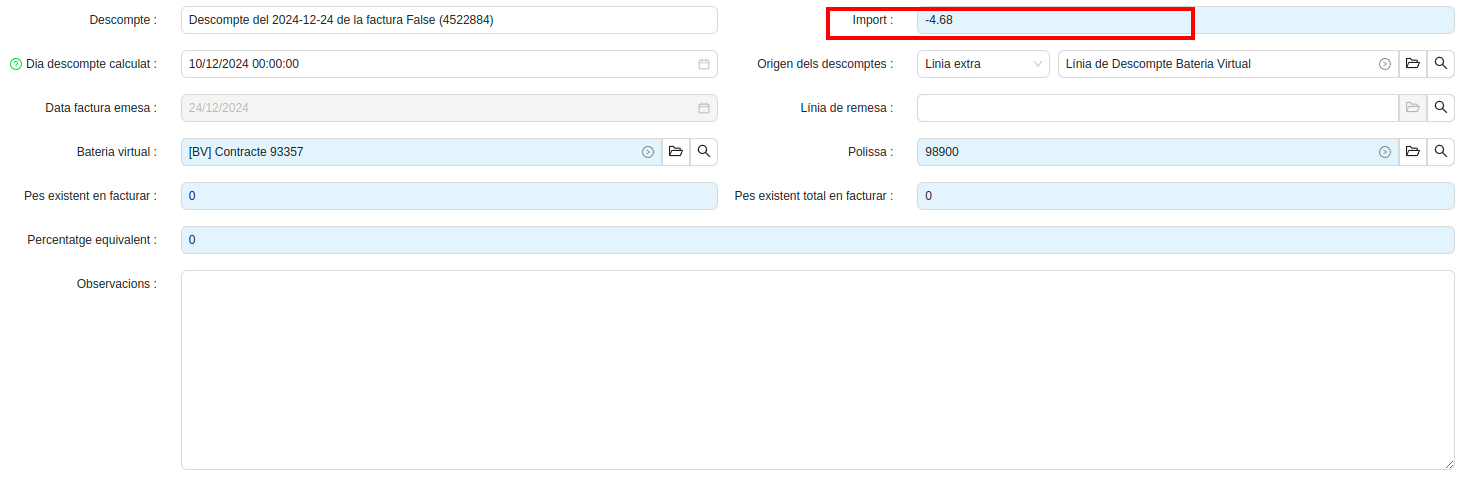 Descompte : Descompte del 2024-12-24 de la factura False (4522884) Import : -4.68
Dia descompte calculat : 10/12/2024 00:00:00 Origen dels descomptes : Linia extra Línia de Descompte Bateria Virtual
Data factura emesa : 24/12/2024 Línia de remesa :
Bateria virtual : [BV] Contracte 93357 Polissa : 98900
Pes existent en facturar : 0 Pes existent total en facturar : 0
Percentatge equivalent : 0
Observacions :